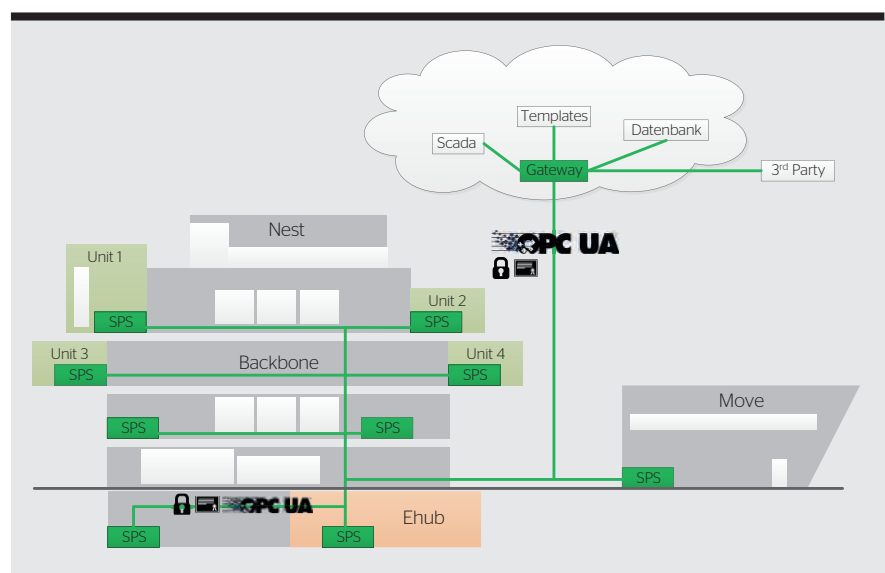 Templates
Scada
Datenbank
Gateway
3rd Party
Nest
OPC UA
Unit 1
Unit 2
SPS
SPS
Unit 3
Backbone
Unit 4
SPS
SPS
Move
SPS
SPS
SPS
OPC UA
Ehub
SPS
SPS